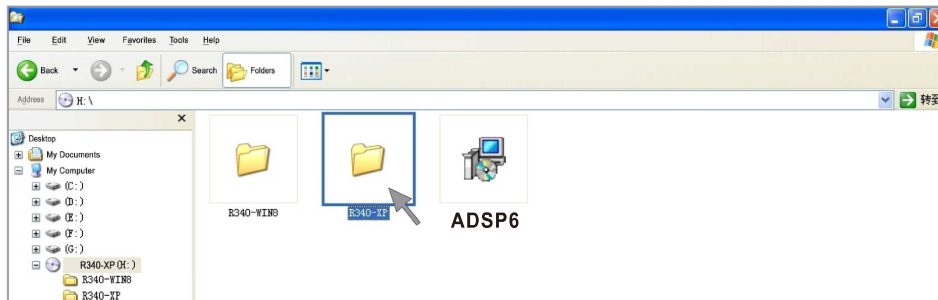 File Edit View Favorites Tools Help
Back Search Folders
Address H:\ 转到
Desktop
My Documents
My Computer
(C:)
(D:)
(E:)
(F:)
(G:)
R340-XP(H:)
R340-WIN8
R340-XP
R340-WIN8 R340-XP ADSP6